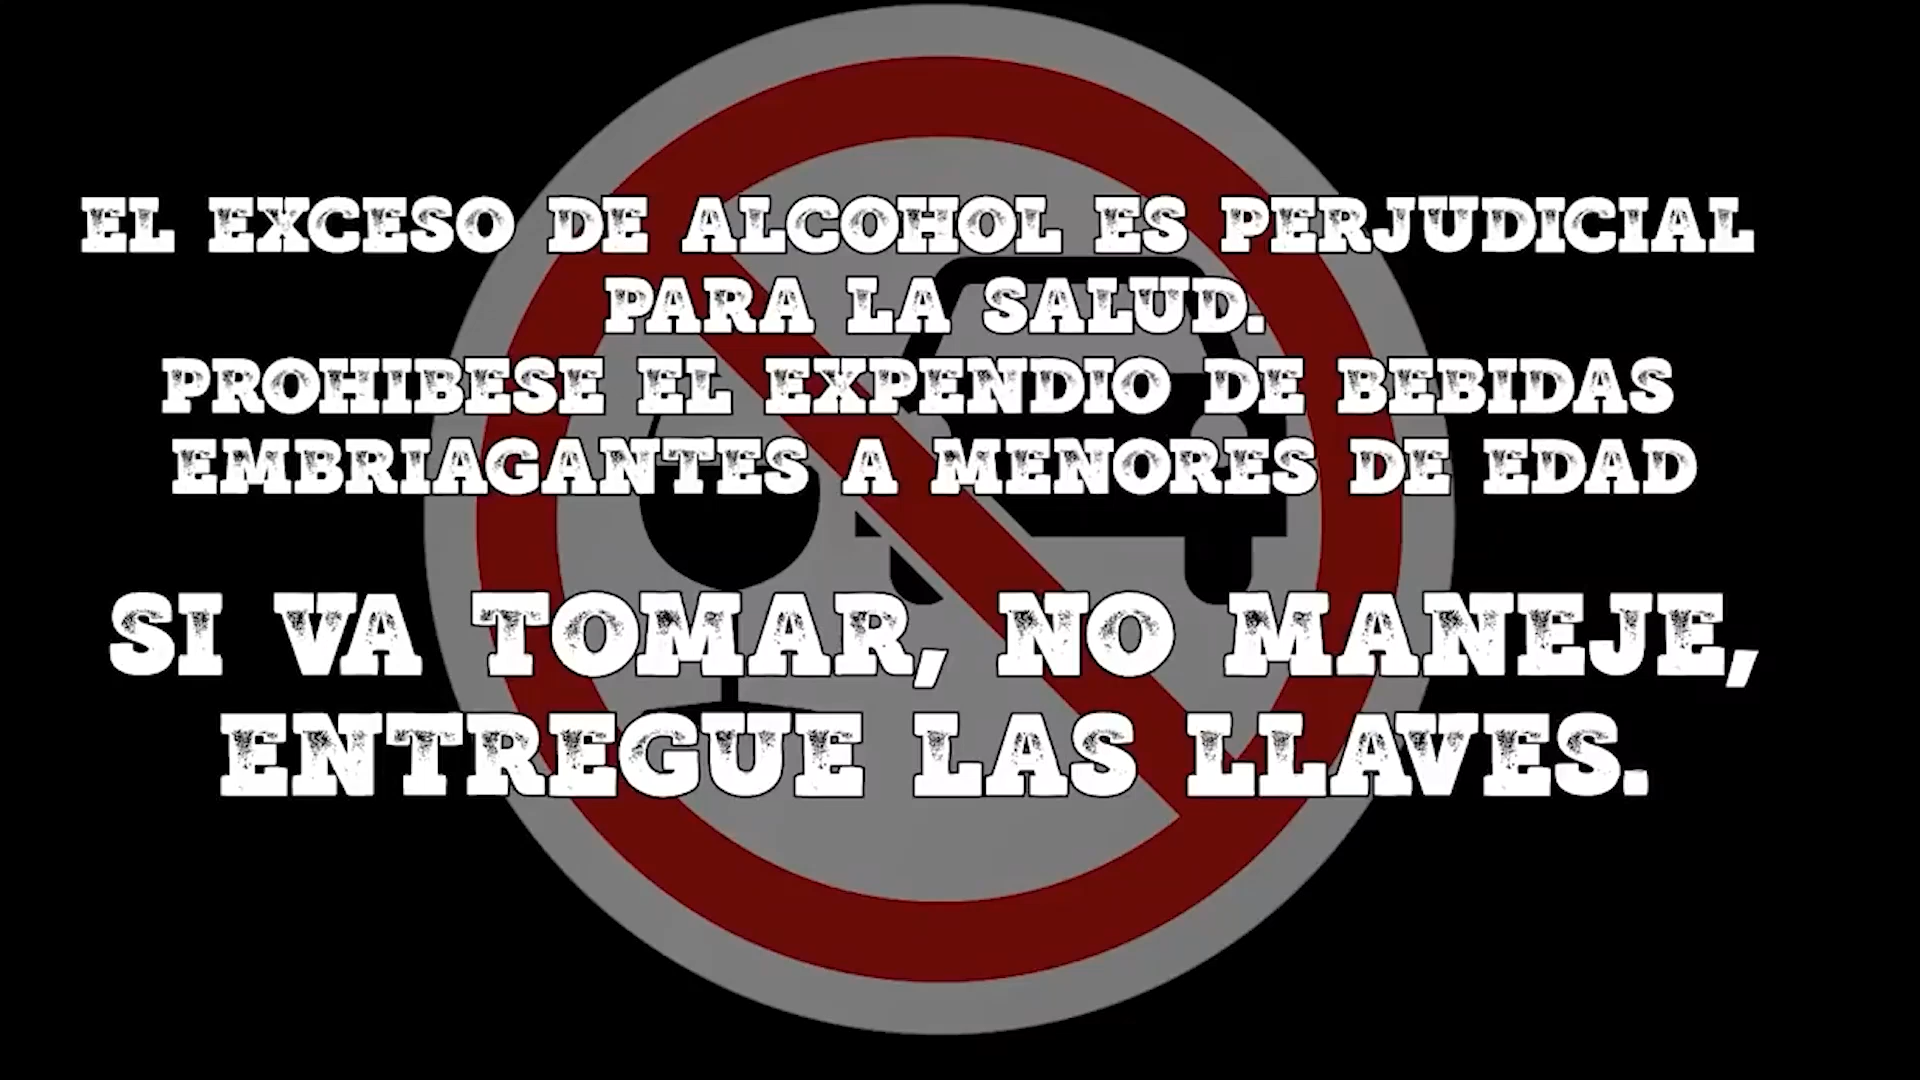 EL EXCESO DE ALCOHOL ES PERJUDICIAL
PARA LA SALUD.
PROHIBESE EL EXPENDIO DE BEBIDAS
EMBRIAGANTES A MENORES DE EDAD
SI VA TOMAR, NO MANEJE,
ENTREGUE LAS LLAVES.